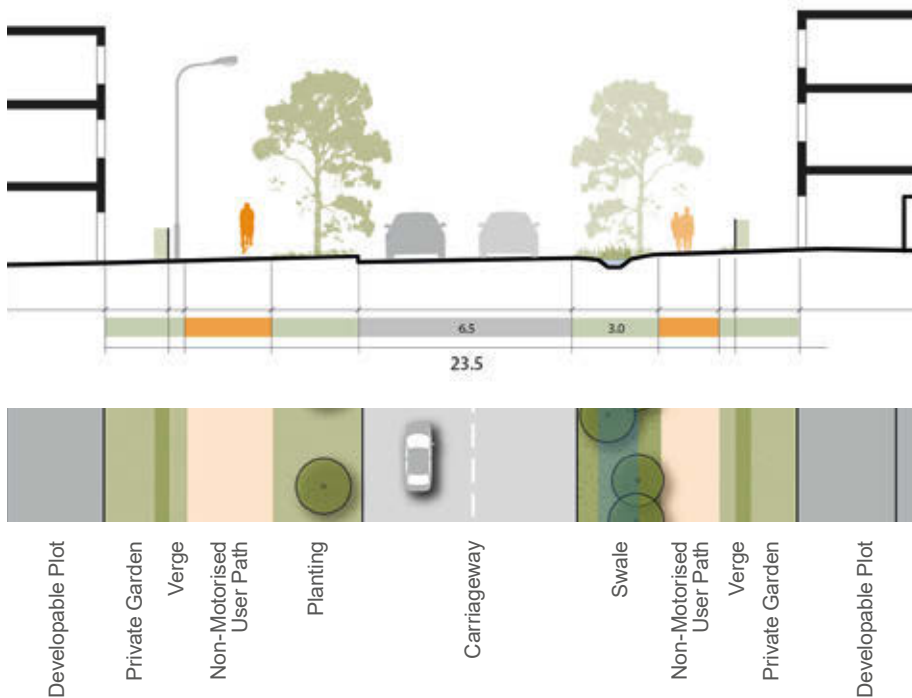 6.5
3.0
23.5
Developable Plot
Private Garden
Verge
Non-Motorised
User Path
Planting
Carriageway
Swale
Non-Motorised
User Path
Verge
Private Garden
Developable Plot